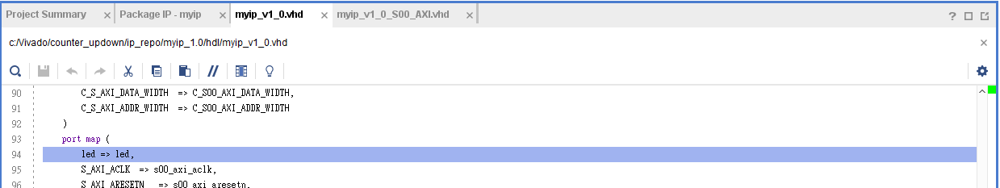 Project Summary × Package IP - myip × myip_v1_0.vhd × myip_v1_0_S00_AXI.vhd × ?
c:/Vivado/counter_updown/ip_repo/myip_1.0/hdl/myip_v1_0.vhd ×
//
90 C_S_AXI_DATA_WIDTH => C_S00_AXI_DATA_WIDTH,
91 C_S_AXI_ADDR_WIDTH => C_S00_AXI_ADDR_WIDTH
92 )
93 port map (
94 led => led,
95 S_AXI_ACLK => s00_axi_aclk,
96 S_AXI_ARESETN => s00_axi_aresetn,